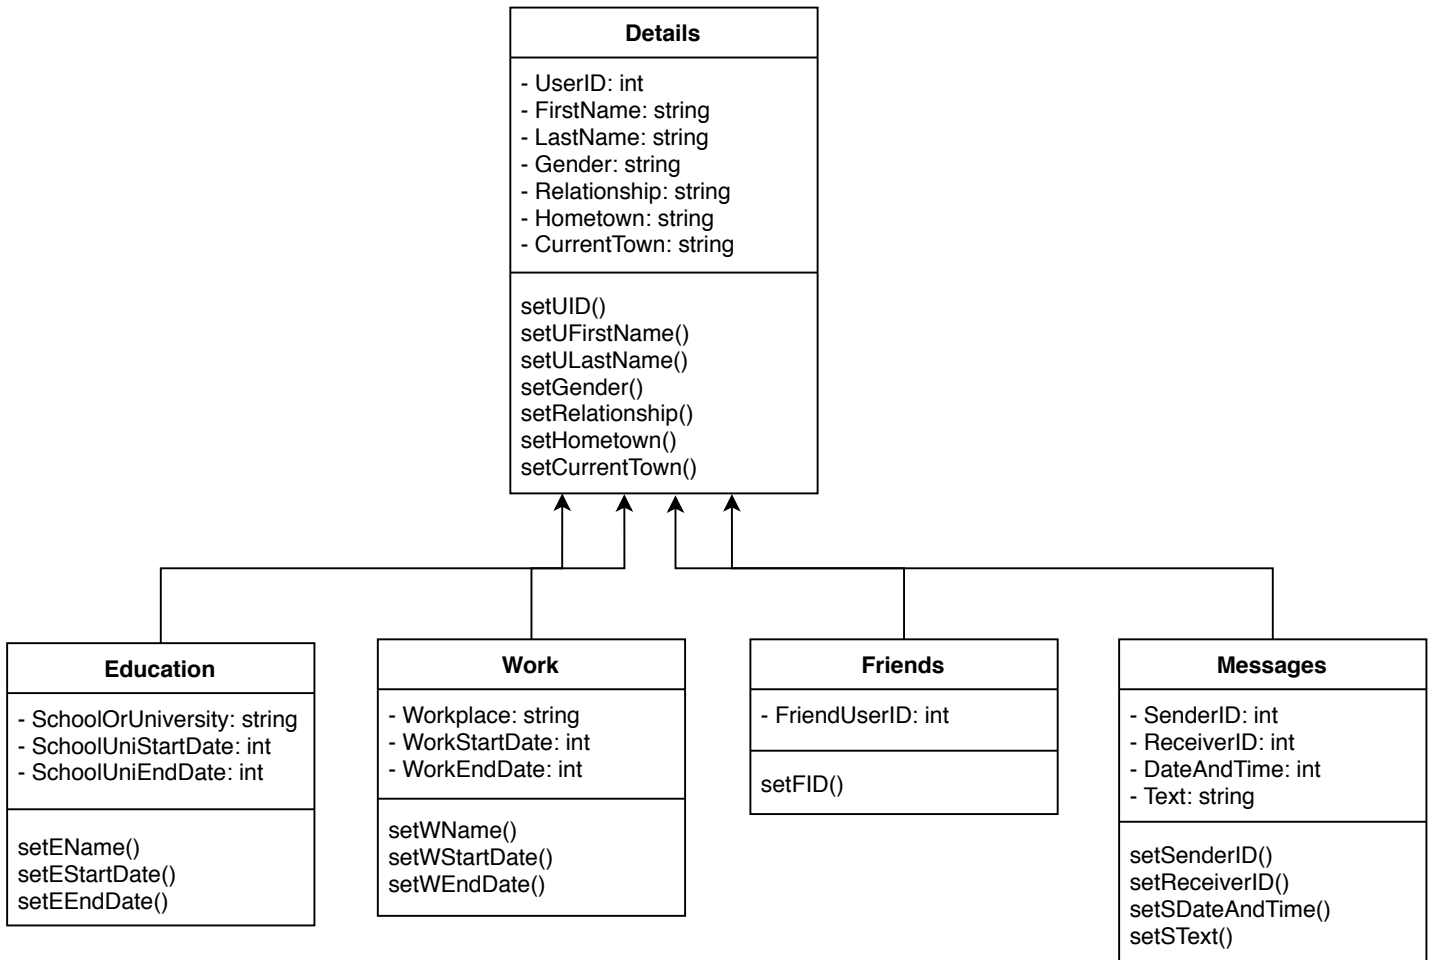 Details
- UserID: int
- FirstName: string
- LastName: string
- Gender: string
- Relationship: string
- Hometown: string
- CurrentTown: string
setUID()
setUFirstName()
setULastName()
setGender()
setRelationship()
setHometown()
setCurrentTown()
Education
- SchoolOrUniversity: string
- SchoolUniStartDate: int
- SchoolUniEndDate: int
setEName()
setEStartDate()
setEEndDate()
Work
- Workplace: string
- WorkStartDate: int
- WorkEndDate: int
setWName()
setWStartDate()
setWEndDate()
Friends
- FriendUserID: int
setFID()
Messages
- SenderID: int
- ReceiverID: int
- DateAndTime: int
- Text: string
setSenderID()
setReceiverID()
setSDateAndTime()
setSText()